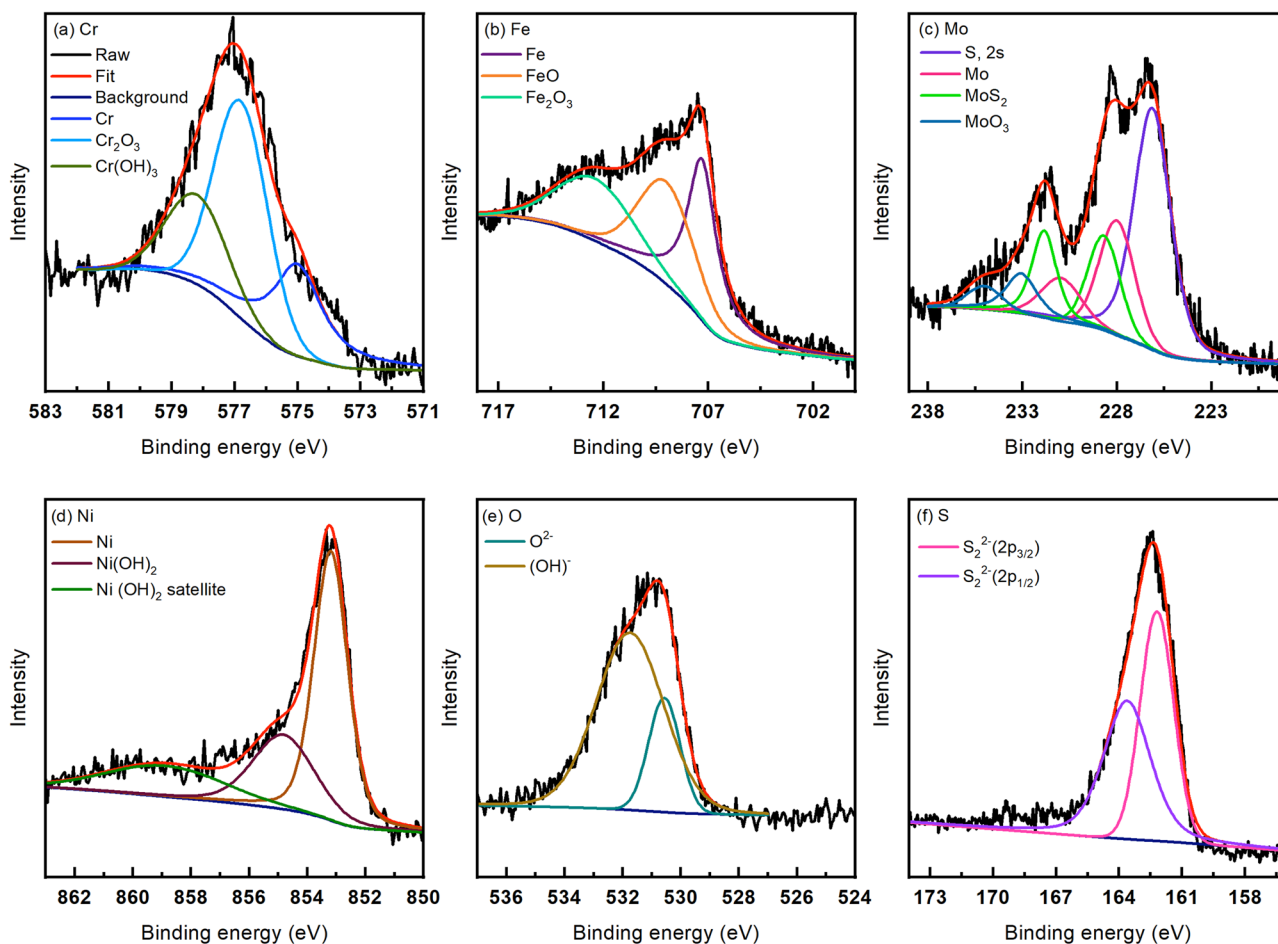 (a) Cr
Raw
Fit
Background
Cr
Cr₂O₃
Cr(OH)₃
Intensity
583 581 579 577 575 573 571
Binding energy (eV)
(b) Fe
Fe
FeO
Fe₂O₃
Intensity
717 712 707 702
Binding energy (eV)
(c) Mo
S, 2s
Mo
MoS₂
MoO₃
Intensity
238 233 228 223
Binding energy (eV)
(d) Ni
Ni
Ni(OH)₂
Ni (OH)₂ satellite
Intensity
862 860 858 856 854 852 850
Binding energy (eV)
(e) O
O²⁻
(OH)⁻
Intensity
536 534 532 530 528 526 524
Binding energy (eV)
(f) S
S₂²⁻(2p₃/₂)
S₂²⁻(2p₁/₂)
Intensity
174 170 167 164 161 158
Binding energy (eV)